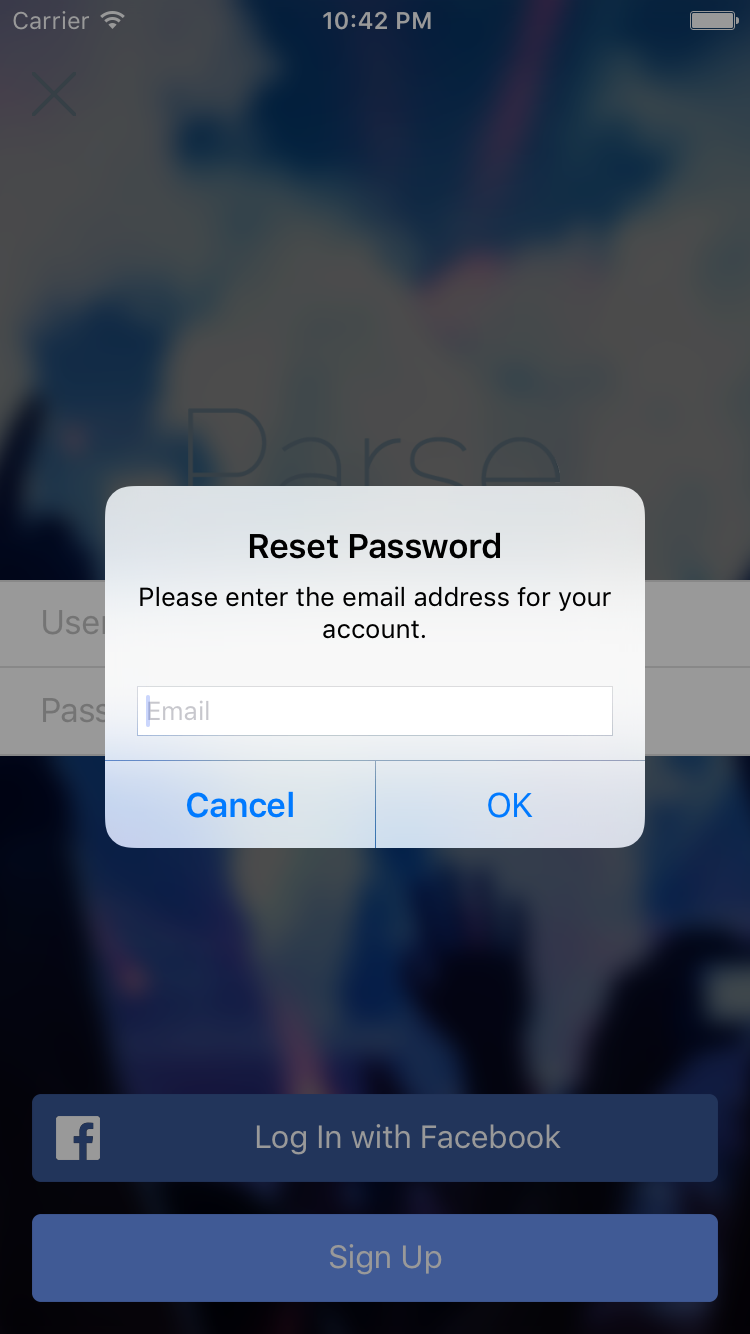 Carrier 10:42 PM
Parse
Reset Password
Please enter the email address for your
account.
User
Pass
Email
Cancel OK
Log In with Facebook
Sign Up